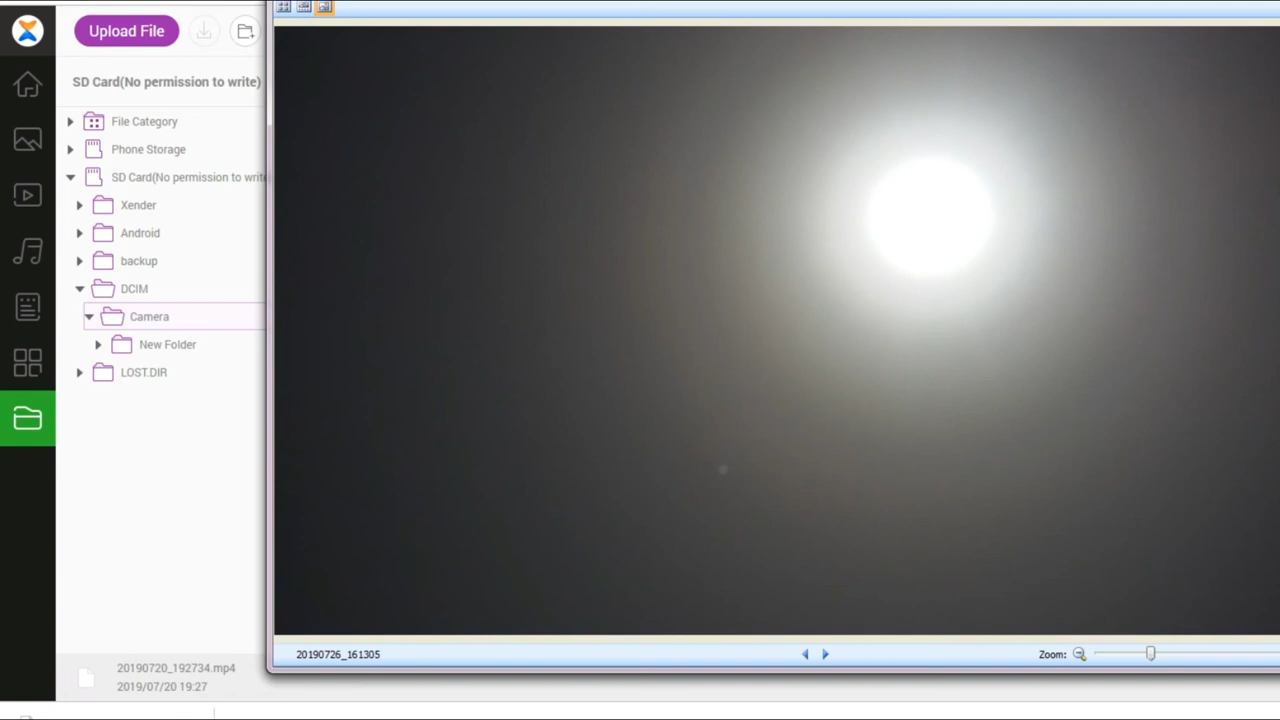 Upload File
SD Card(No permission to write)
File Category
Phone Storage
SD Card(No permission to write
Xender
Android
backup
DCIM
Camera
New Folder
LOST.DIR
20190720_192734.mp4
2019/07/20 19:27
20190726_161305
Zoom: